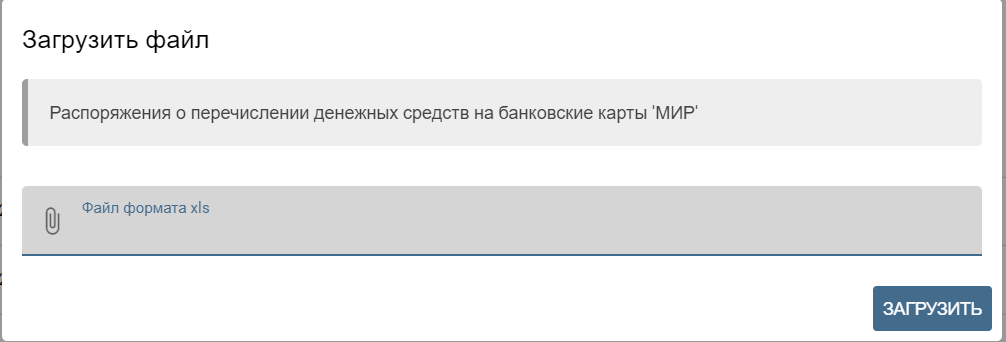 Загрузить файл
Распоряжения о перечислении денежных средств на банковские карты 'МИР'
Файл формата xls
ЗАГРУЗИТЬ